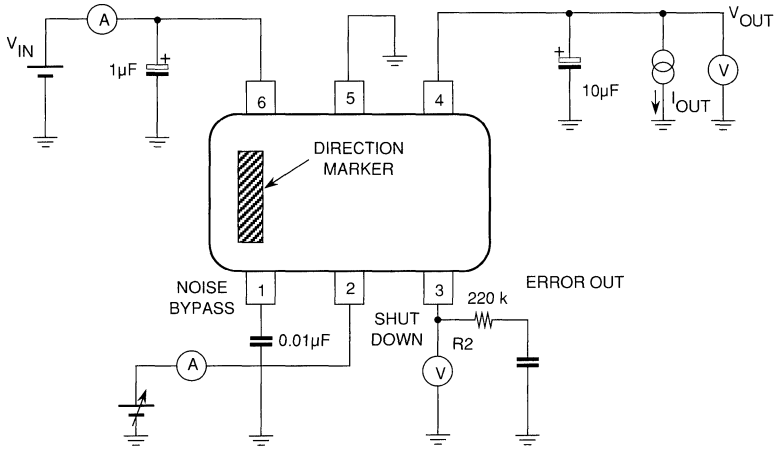 A
V_IN
1µF
+
6
5
4
+
10µF
I_OUT
V_OUT
V
DIRECTION
MARKER
NOISE
BYPASS
1
2
3
0.01µF
SHUT
DOWN
220 k
ERROR OUT
R2
A
V